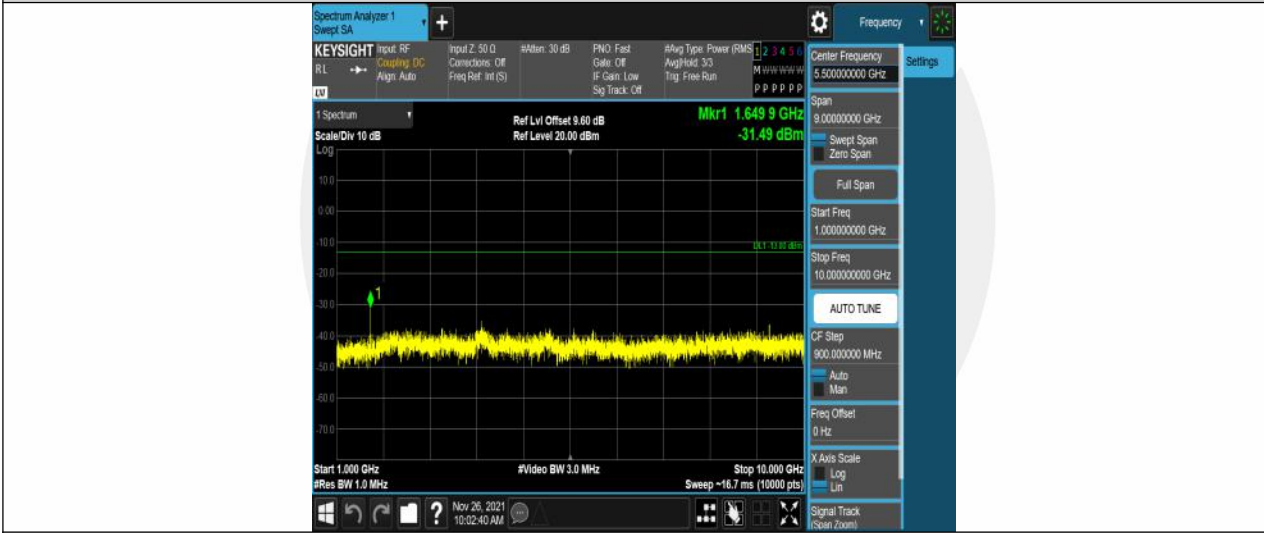 Spectrum Analyzer 1
Swept SA
+
Frequency
KEYSIGHT
RL
LV
Input: RF
Coupling: DC
Align: Auto
Input Z: 50 Ω
Corrections: Off
Freq Ref: Int (S)
#Atten: 30 dB
PNO: Fast
Gate: Off
IF Gain: Low
Sig Track: Off
#Avg Type: Power (RMS
Avg|Hold: 3/3
Trig: Free Run
1 2 3 4 5 6
M W W W W W
P P P P P P
1 Spectrum
Scale/Div 10 dB
Log
Ref Lvl Offset 9.60 dB
Ref Level 20.00 dBm
Mkr1 1.649 9 GHz
-31.49 dBm
10.0
0.00
-10.0
-20.0
-30.0
-40.0
-50.0
-60.0
-70.0
DL1 -13.00 dBm
1
Start 1.000 GHz
#Res BW 1.0 MHz
#Video BW 3.0 MHz
Stop 10.000 GHz
Sweep ~16.7 ms (10000 pts)
?
Nov 26, 2021
10:02:40 AM
Center Frequency
5.500000000 GHz
Settings
Span
9.00000000 GHz
Swept Span
Zero Span
Full Span
Start Freq
1.000000000 GHz
Stop Freq
10.000000000 GHz
AUTO TUNE
CF Step
900.000000 MHz
Auto
Man
Freq Offset
0 Hz
X Axis Scale
Log
Lin
Signal Track
(Span Zoom)